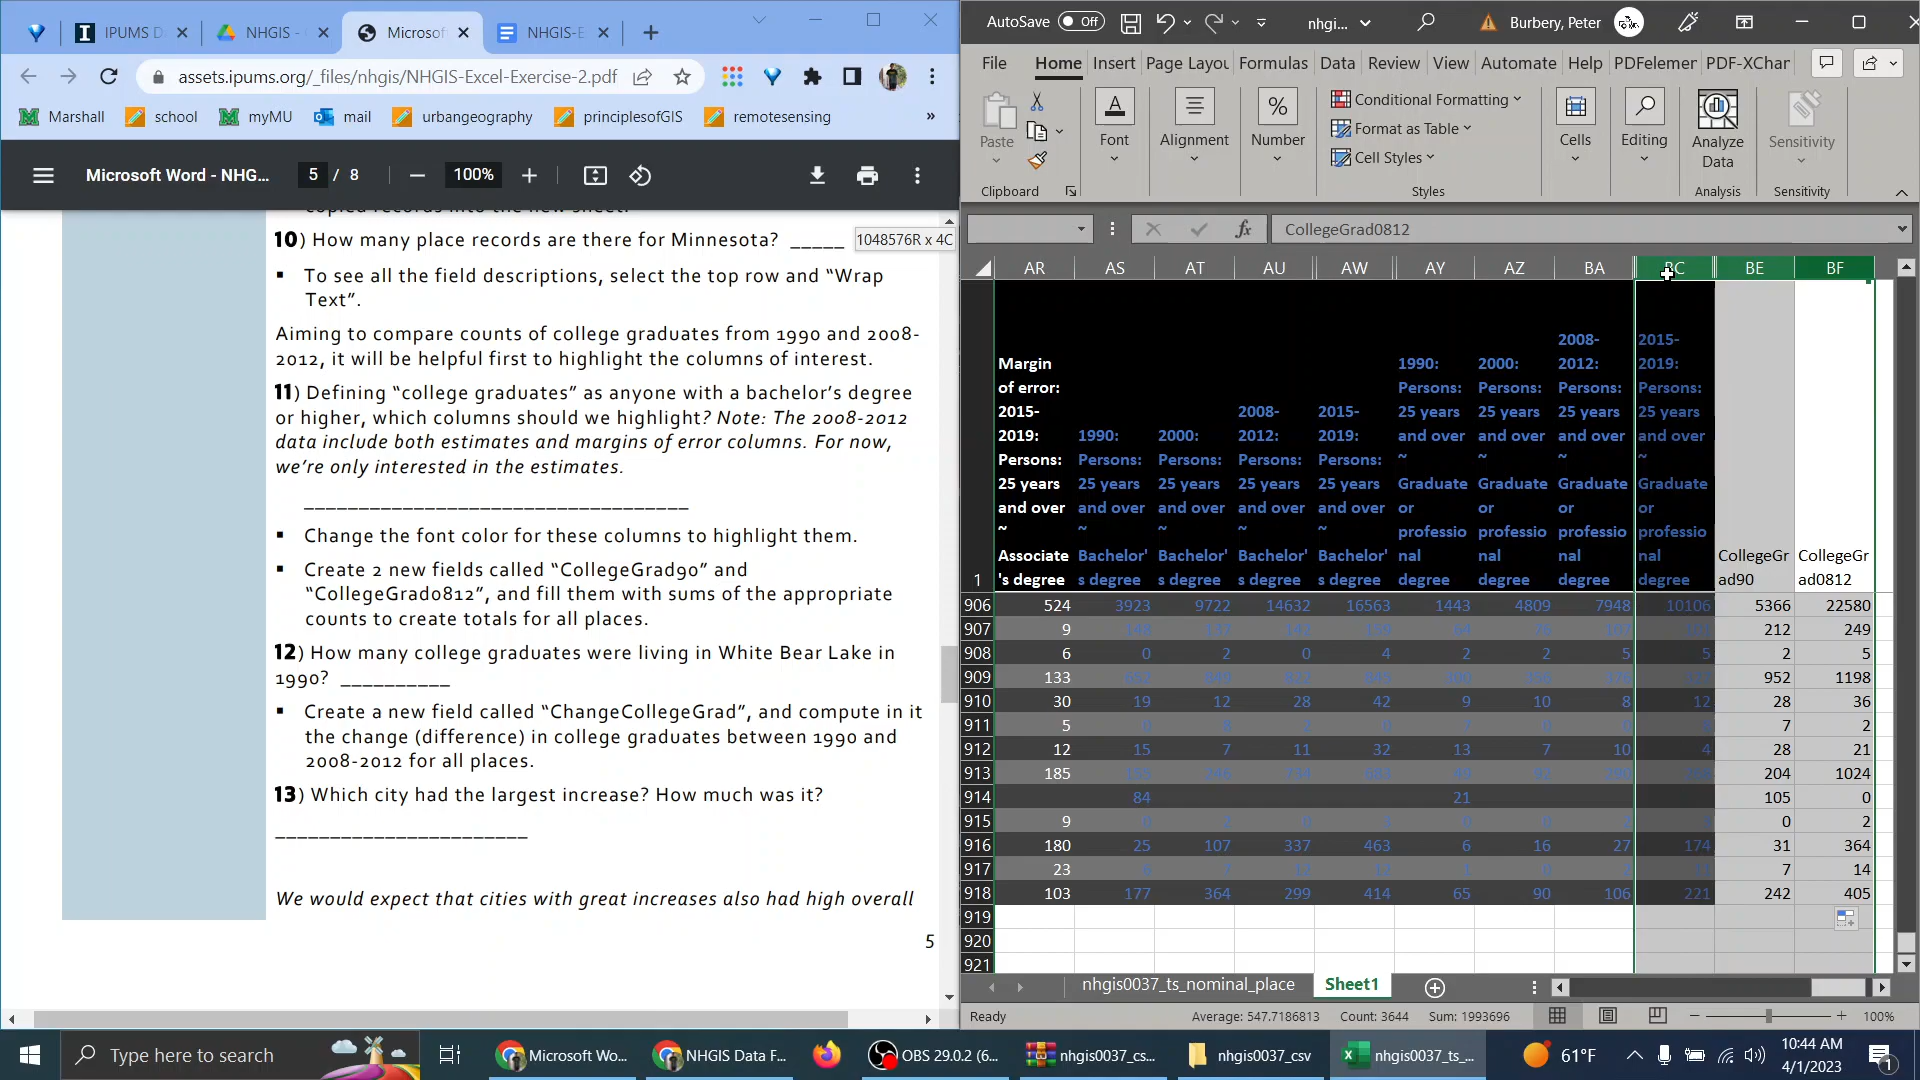 IPUMS D
NHGIS -
Microsof
NHGIS-E
assets.ipums.org/_files/nhgis/NHGIS-Excel-Exercise-2.pdf
Marshall
school
myMU
mail
urbangeography
principlesofGIS
remotesensing
»
Microsoft Word - NHG...
5 / 8
100%
10) How many place records are there for Minnesota? _____
▪ To see all the field descriptions, select the top row and “Wrap
Text”.
Aiming to compare counts of college graduates from 1990 and 2008-
2012, it will be helpful first to highlight the columns of interest.
11) Defining “college graduates” as anyone with a bachelor’s degree
or higher, which columns should we highlight? Note: The 2008-2012
data include both estimates and margins of error columns. For now,
we’re only interested in the estimates.
___________________________________
▪ Change the font color for these columns to highlight them.
▪ Create 2 new fields called “CollegeGrad90” and
“CollegeGrad0812”, and fill them with sums of the appropriate
counts to create totals for all places.
12) How many college graduates were living in White Bear Lake in
1990? __________
▪ Create a new field called “ChangeCollegeGrad”, and compute in it
the change (difference) in college graduates between 1990 and
2008-2012 for all places.
13) Which city had the largest increase? How much was it?
_______________________
We would expect that cities with great increases also had high overall
5
AutoSave Off
nhgi...
Burbery, Peter
File Home Insert Page Layou Formulas Data Review View Automate Help PDFelemer PDF-XChar
Paste
Clipboard
Font
Alignment
Number
Conditional Formatting
Format as Table
Cell Styles
Styles
Cells
Editing
Analyze
Data
Analysis
Sensitivity
Sensitivity
1048576R x 4C
fx CollegeGrad0812
AR AS AT AU AW AY AZ BA BC BE BF
1
Margin
of error:
2015-
2019:
Persons:
25 years
and over
~
Associate
's degree
1990:
Persons:
25 years
and over
~
Bachelor'
s degree
2000:
Persons:
25 years
and over
~
Bachelor'
s degree
2008-
2012:
Persons:
25 years
and over
~
Bachelor'
s degree
2015-
2019:
Persons:
25 years
and over
~
Bachelor'
s degree
1990:
Persons:
25 years
and over
~
Graduate
or
professio
nal
degree
2000:
Persons:
25 years
and over
~
Graduate
or
professio
nal
degree
2008-
2012:
Persons:
25 years
and over
~
Graduate
or
professio
nal
degree
2015-
2019:
Persons:
25 years
and over
~
Graduate
or
professio
nal
degree
CollegeGr
ad90
CollegeGr
ad0812
906 524 3923 9722 14632 16563 1443 4809 7948 10106 5366 22580
907 9 212 249
908 6 0 2 0 4 2 2 5 5 2 5
909 133 952 1198
910 30 19 12 28 42 9 10 8 12 28 36
911 5 7 2
912 12 15 7 11 32 13 7 10 4 28 21
913 185 204 1024
914 84 21 105 0
915 9 0 2
916 180 25 107 337 463 6 16 27 174 31 364
917 23 7 14
918 103 177 364 299 414 65 90 106 221 242 405
919
920
921
nhgis0037_ts_nominal_place
Sheet1
Ready
Average: 547.7186813
Count: 3644
Sum: 1993696
100%
Type here to search
Microsoft Wo...
NHGIS Data F...
OBS 29.0.2 (6...
nhgis0037_cs...
nhgis0037_csv
nhgis0037_ts_...
61°F
10:44 AM
4/1/2023
1